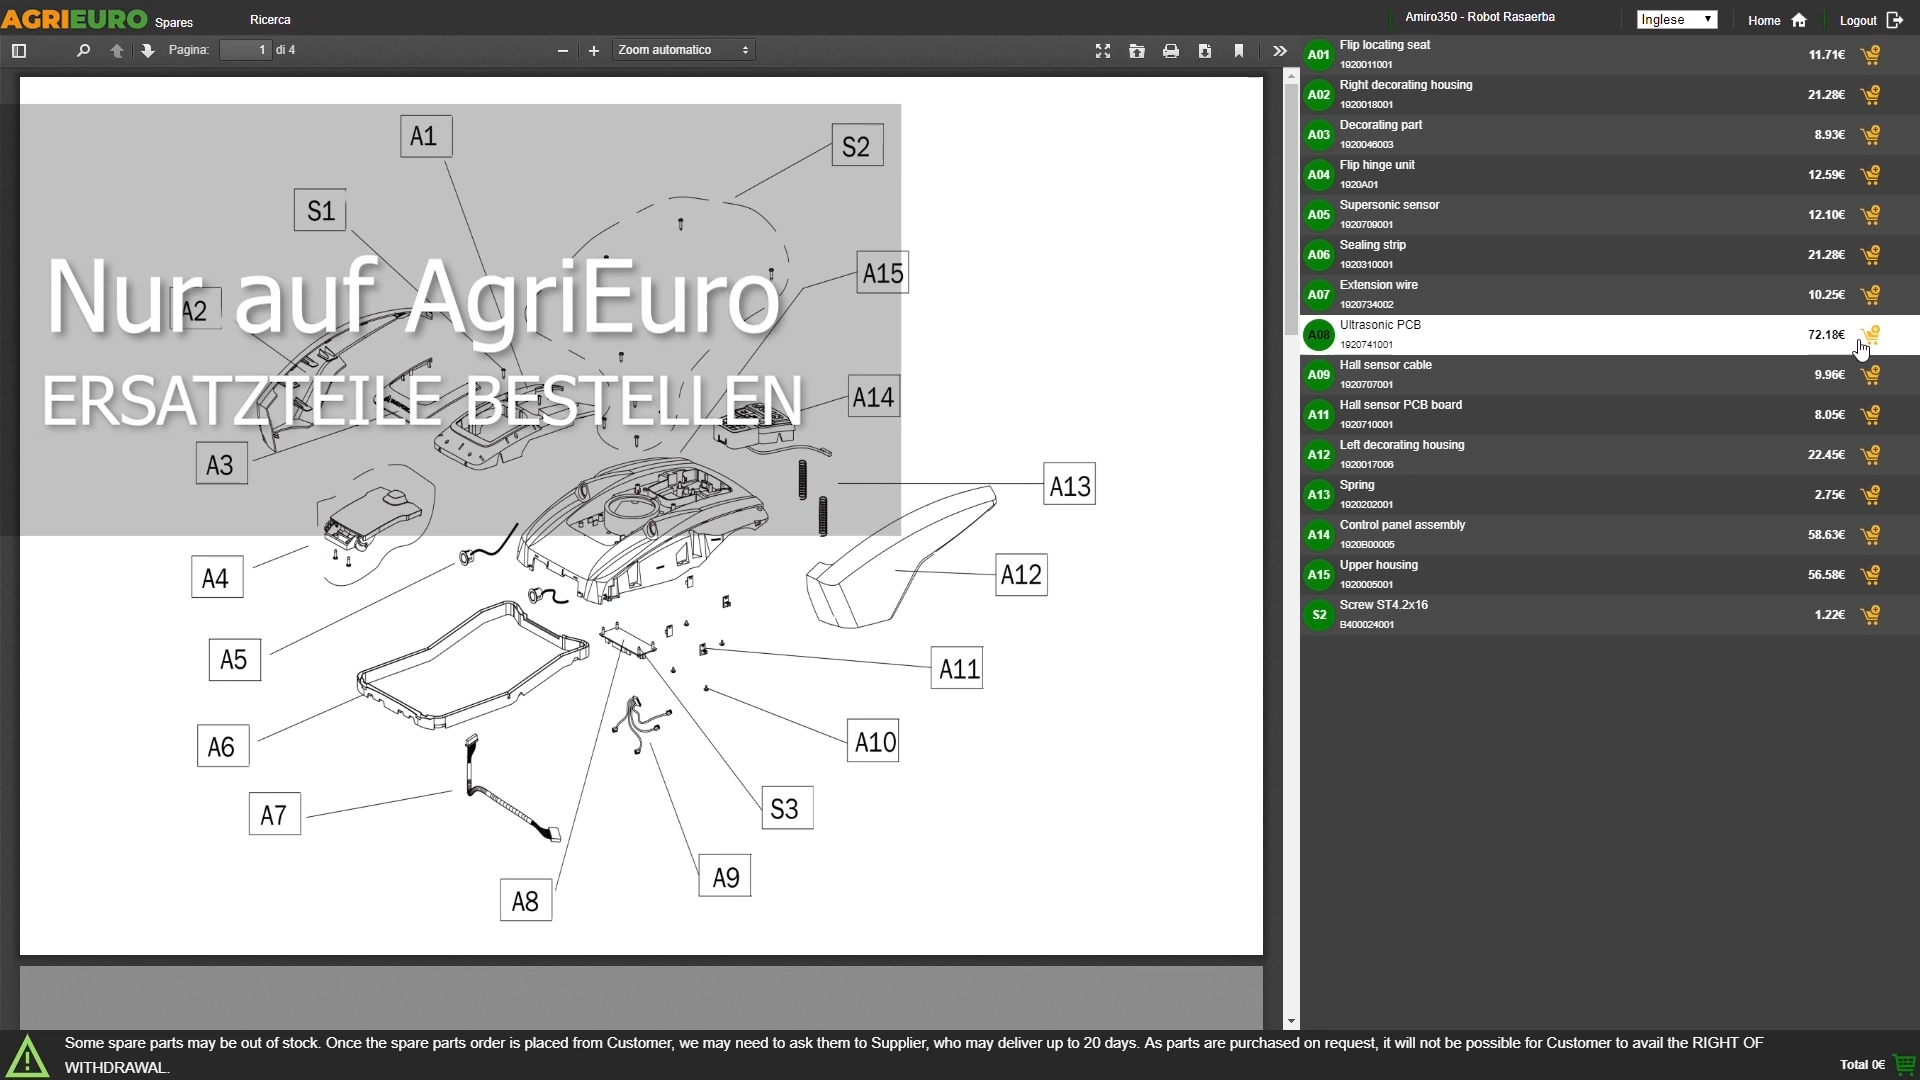 AGRIEURO Spares Ricerca Amiro350 - Robot Rasaerba Inglese Home Logout
Pagina: 1 di 4 Zoom automatico
A1
S2
S1
A15
A2
Nur auf AgriEuro
ERSATZTEILE BESTELLEN
A14
A3
A13
A4
A12
A5
A11
A6
A10
A7
S3
A9
A8
A01 Flip locating seat 11.71€
1920011001
A02 Right decorating housing 21.28€
1920018001
A03 Decorating part 8.93€
1920046003
A04 Flip hinge unit 12.59€
1920A01
A05 Supersonic sensor 12.10€
1920709001
A06 Sealing strip 21.28€
1920310001
A07 Extension wire 10.25€
1920734002
A08 Ultrasonic PCB 72.18€
1920741001
A09 Hall sensor cable 9.96€
1920707001
A11 Hall sensor PCB board 8.05€
1920710001
A12 Left decorating housing 22.45€
1920017006
A13 Spring 2.75€
1920202001
A14 Control panel assembly 58.63€
1920B00005
A15 Upper housing 56.58€
1920005001
S2 Screw ST4.2x16 1.22€
B400024001
Some spare parts may be out of stock. Once the spare parts order is placed from Customer, we may need to ask them to Supplier, who may deliver up to 20 days. As parts are purchased on request, it will not be possible for Customer to avail the RIGHT OF
WITHDRAWAL.
Total 0€